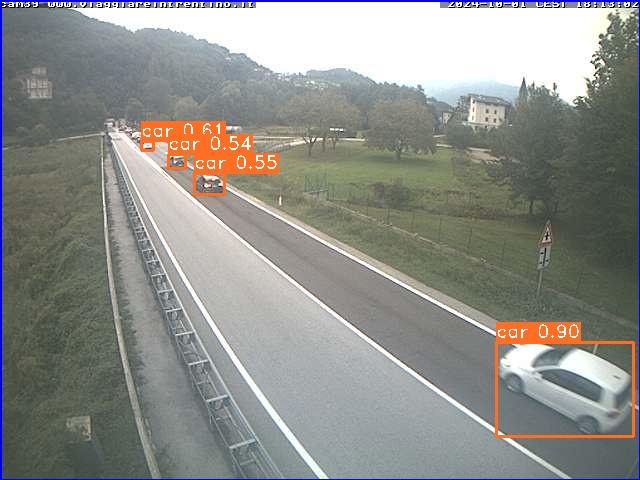 cam35 www.viaggiareintrentino.it
2024-10-01 CEST 18:13:02
car 0.61
car 0.54
car 0.55
car 0.90